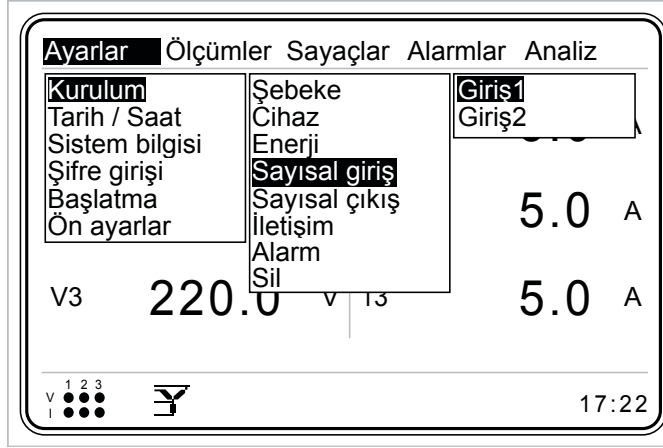 Ayarlar Ölçümler Sayaçlar Alarmlar Analiz
Kurulum
Tarih / Saat
Sistem bilgisi
Şifre girişi
Başlatma
Ön ayarlar
Şebeke
Cihaz
Enerji
Sayısal giriş
Sayısal çıkış
İletişim
Alarm
Sil
Giriş1
Giriş2
5.0 A
V3 220.0 V I3 5.0 A
1 2 3
V
I
17:22